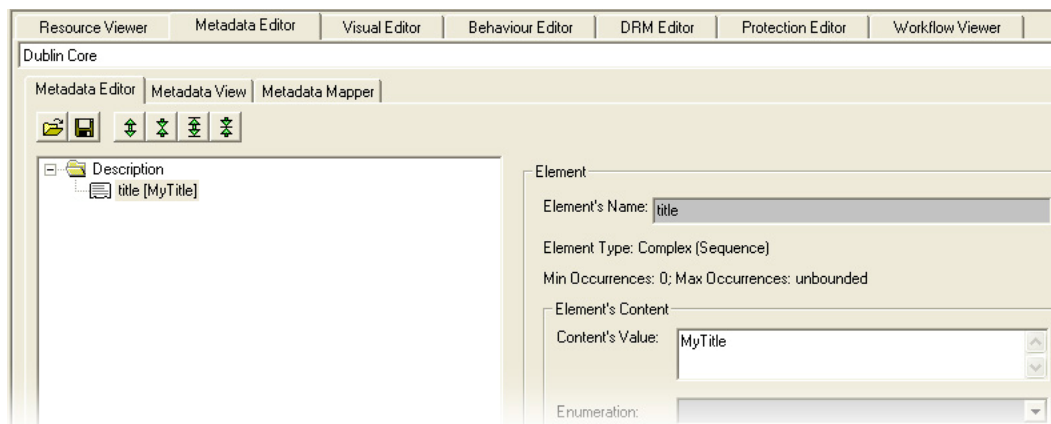 Resource Viewer Metadata Editor Visual Editor Behaviour Editor DRM Editor Protection Editor Workflow Viewer
Dublin Core
Metadata Editor Metadata View Metadata Mapper
Description
title [MyTitle]
Element
Element's Name: title
Element Type: Complex (Sequence)
Min Occurrences: 0; Max Occurrences: unbounded
Element's Content
Content's Value: MyTitle
Enumeration: